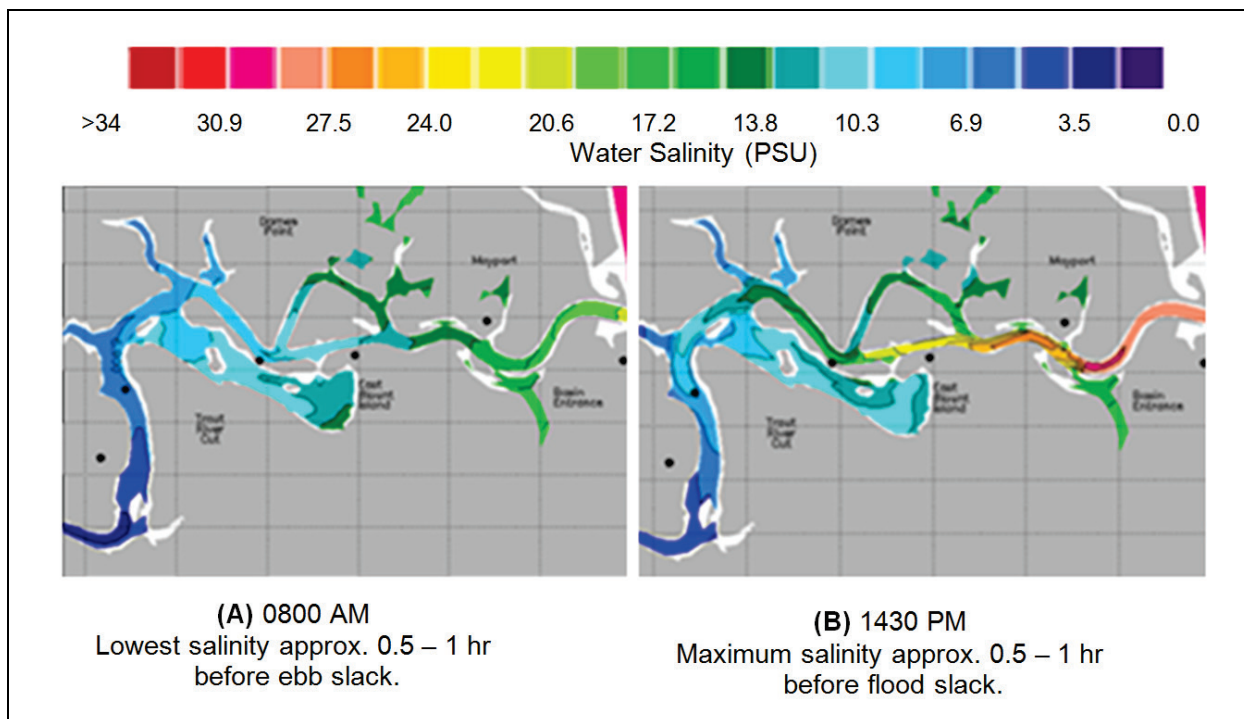 >34 30.9 27.5 24.0 20.6 17.2 13.8 10.3 6.9 3.5 0.0
Water Salinity (PSU)
Dames
Point
Mayport
East
Island
Basin
Entrance
Trout
River
Cut
Dames
Point
Mayport
East
Island
Basin
Entrance
Trout
River
Cut
(A) 0800 AM
Lowest salinity approx. 0.5 – 1 hr
before ebb slack.
(B) 1430 PM
Maximum salinity approx. 0.5 – 1 hr
before flood slack.